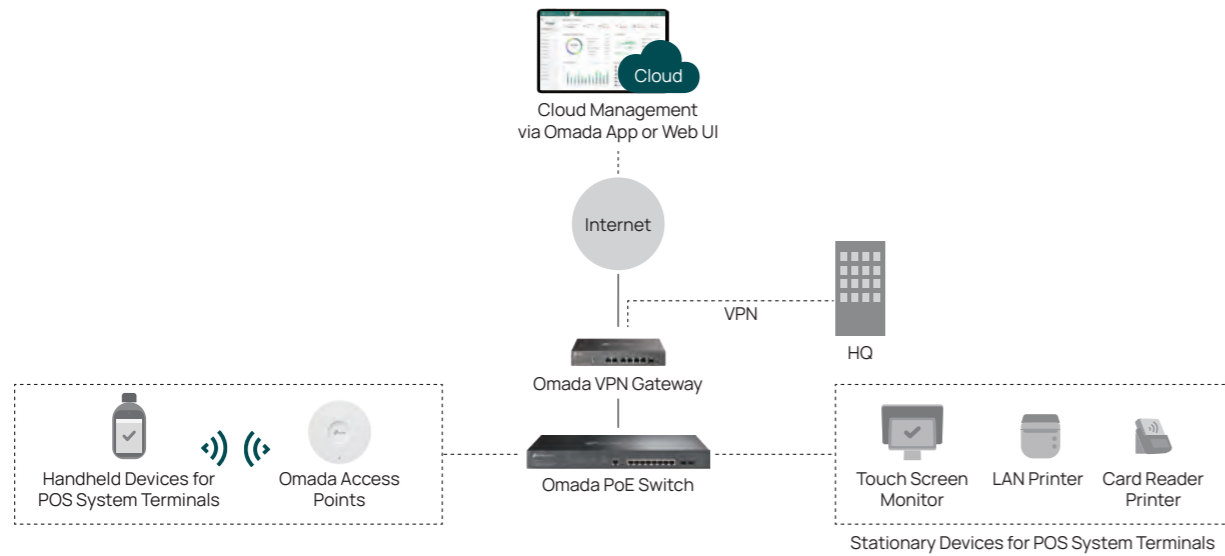 Cloud
Cloud Management
via Omada App or Web UI
Internet
VPN
HQ
Omada VPN Gateway
Handheld Devices for
POS System Terminals
Omada Access
Points
Omada PoE Switch
Touch Screen
Monitor
LAN Printer
Card Reader
Printer
Stationary Devices for POS System Terminals